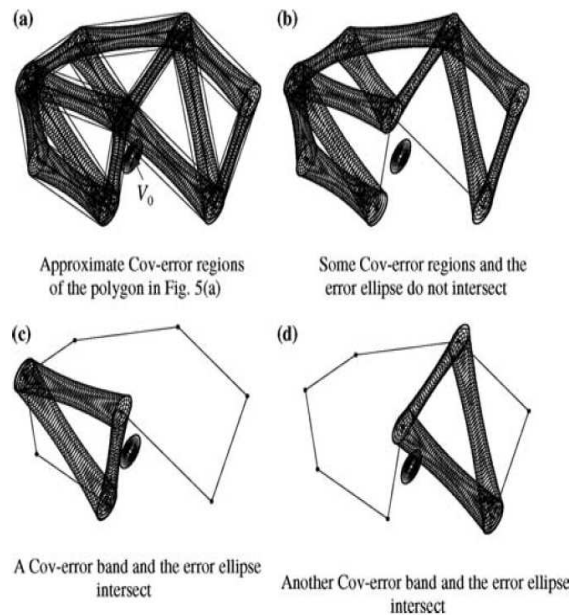 (a)
(b)
V₀
Approximate Cov-error regions
of the polygon in Fig. 5(a)
Some Cov-error regions and the
error ellipse do not intersect
(c)
(d)
A Cov-error band and the error ellipse
intersect
Another Cov-error band and the error ellipse
intersect